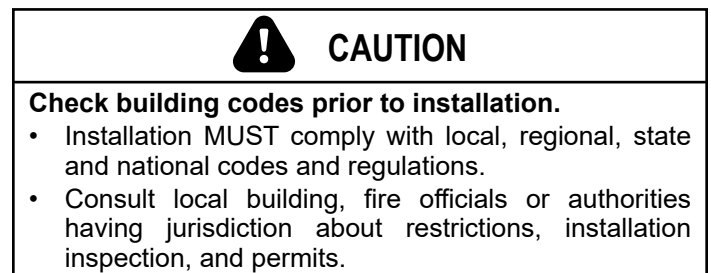 CAUTION
Check building codes prior to installation.
• Installation MUST comply with local, regional, state
and national codes and regulations.
• Consult local building, fire officials or authorities
having jurisdiction about restrictions, installation
inspection, and permits.